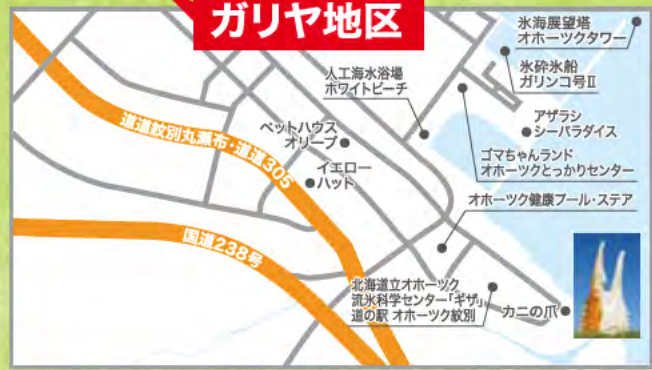 ガリヤ地区
氷海展望塔
オホーツクタワー
人工海水浴場
ホワイトビーチ
氷砕氷船
ガリンコ号Ⅱ
アザラシ
シーパラダイス
ペットハウス
オリーブ
道道紋別丸瀬布・道道305
ゴマちゃんランド
オホーツクとっかりセンター
イエロー
ハット
オホーツク健康プール・ステア
国道238号
北海道立オホーツク
流氷科学センター「ギザ」
道の駅 オホーツク紋別
カニの爪